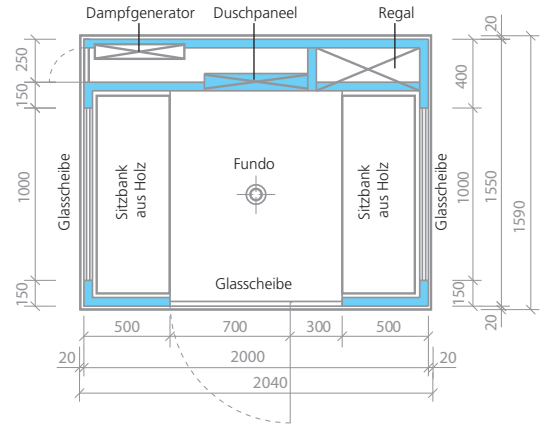 Dampfgenerator Duschpaneel Regal
20
250
400
150
Glasscheibe
1000
Sitzbank
aus Holz
Fundo
Sitzbank
aus Holz
Glasscheibe
1000
1550
1590
Glasscheibe
150
150
20
500 700 300 500
20 2000 20
2040